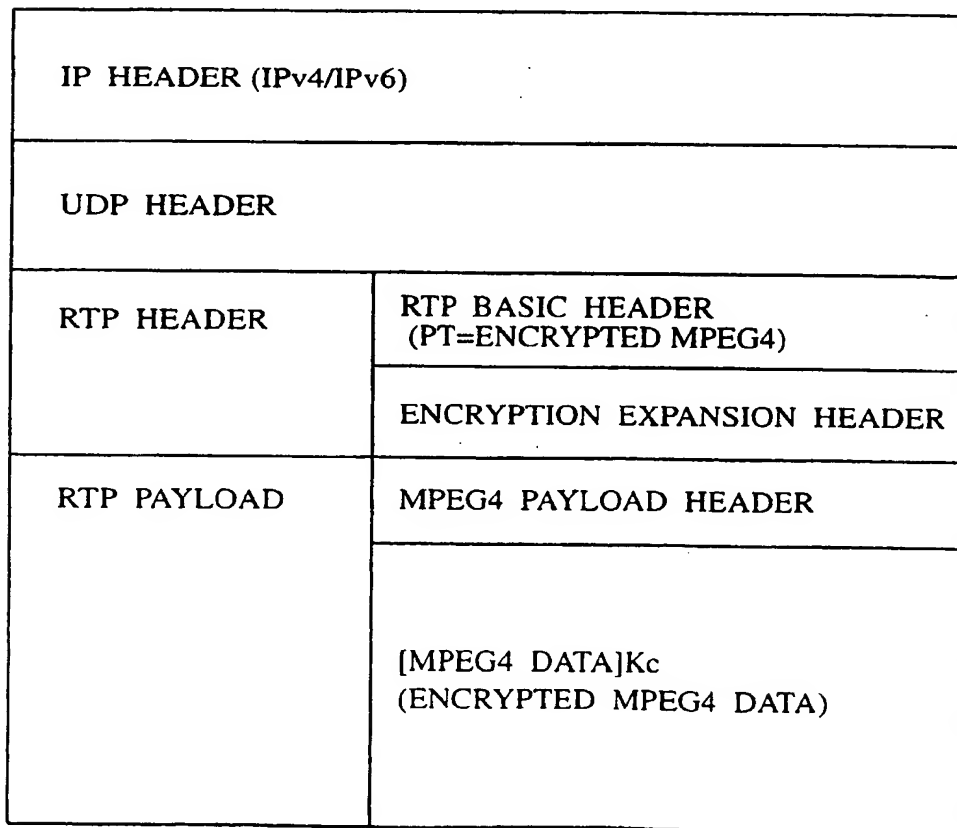 IP HEADER (IPv4/IPv6)
UDP HEADER
RTP HEADER
RTP BASIC HEADER
(PT=ENCRYPTED MPEG4)
ENCRYPTION EXPANSION HEADER
RTP PAYLOAD
MPEG4 PAYLOAD HEADER
[MPEG4 DATA]Kc
(ENCRYPTED MPEG4 DATA)